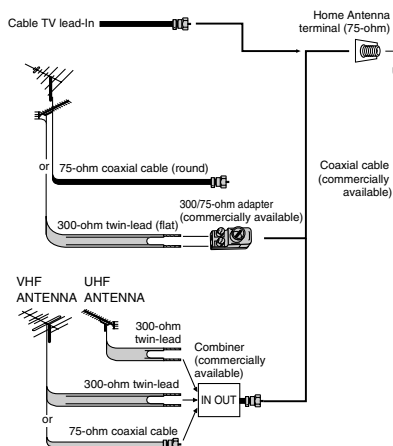 Cable TV lead-In
Home Antenna
terminal (75-ohm)
or
75-ohm coaxial cable (round)
Coaxial cable
(commercially
available)
300-ohm twin-lead (flat)
300/75-ohm adapter
(commercially available)
VHF
ANTENNA
UHF
ANTENNA
300-ohm
twin-lead
Combiner
(commercially
available)
300-ohm twin-lead
IN OUT
or
75-ohm coaxial cable